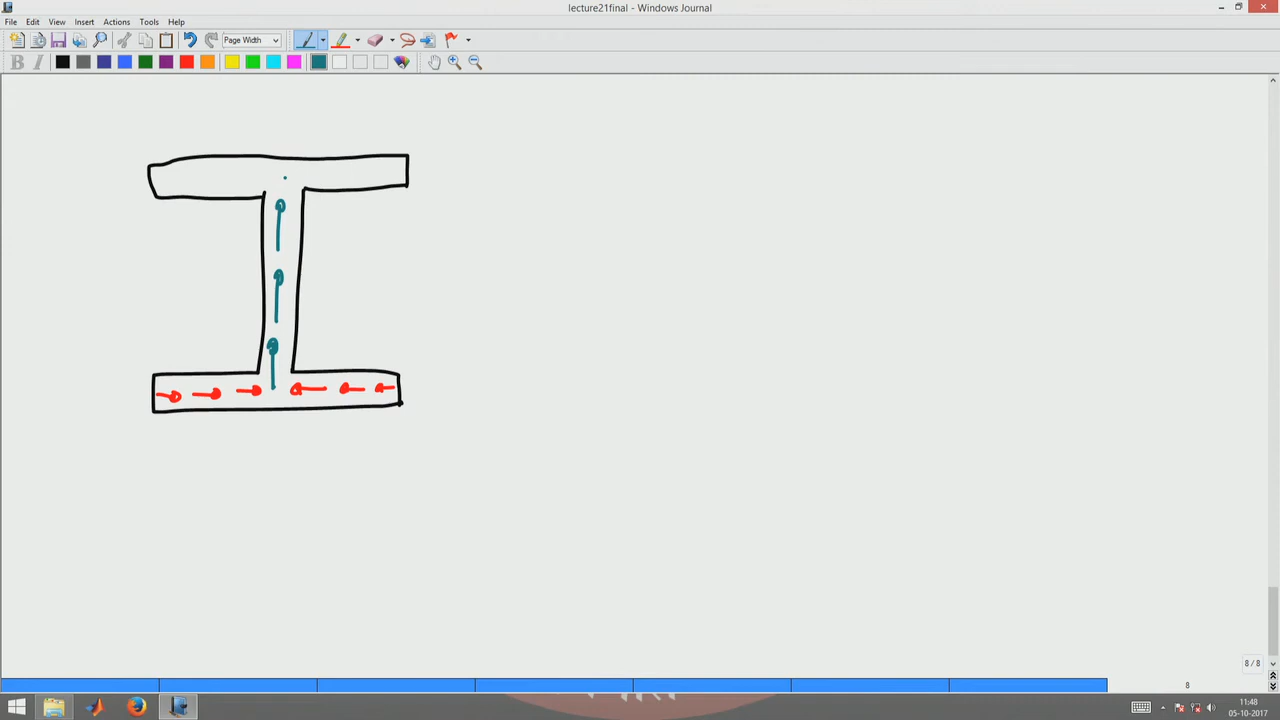 lecture21final - Windows Journal
File Edit View Insert Actions Tools Help
Page Width
B I
8 / 8
8
11:48
05-10-2017